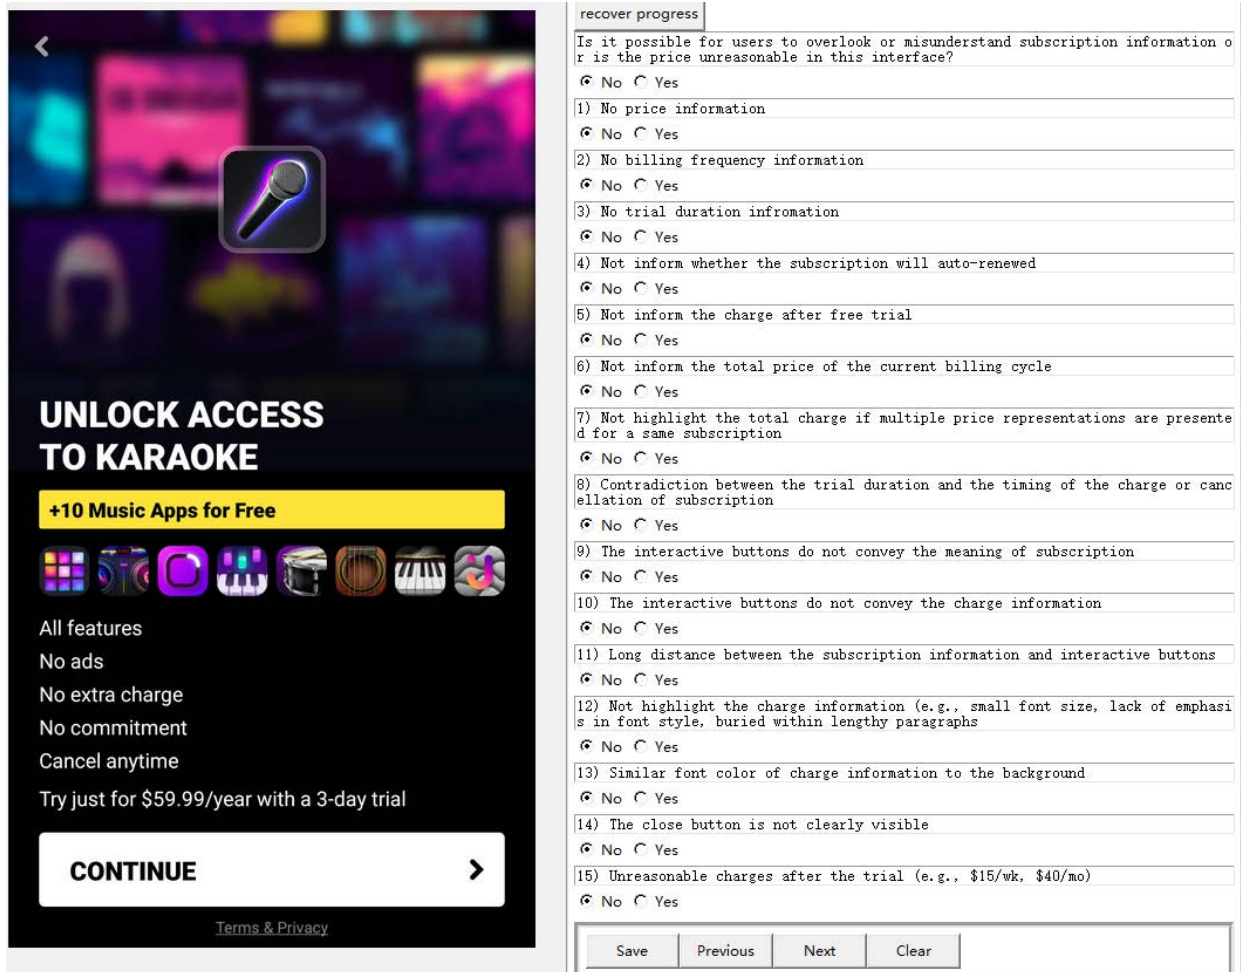 UNLOCK ACCESS
TO KARAOKE
+10 Music Apps for Free
All features
No ads
No extra charge
No commitment
Cancel anytime
Try just for $59.99/year with a 3-day trial
CONTINUE
Terms & Privacy
recover progress
Is it possible for users to overlook or misunderstand subscription information o
r is the price unreasonable in this interface?
No Yes
1) No price information
No Yes
2) No billing frequency information
No Yes
3) No trial duration infromation
No Yes
4) Not inform whether the subscription will auto-renewed
No Yes
5) Not inform the charge after free trial
No Yes
6) Not inform the total price of the current billing cycle
No Yes
7) Not highlight the total charge if multiple price representations are presente
d for a same subscription
No Yes
8) Contradiction between the trial duration and the timing of the charge or canc
ellation of subscription
No Yes
9) The interactive buttons do not convey the meaning of subscription
No Yes
10) The interactive buttons do not convey the charge information
No Yes
11) Long distance between the subscription information and interactive buttons
No Yes
12) Not highlight the charge information (e.g., small font size, lack of emphasi
s in font style, buried within lengthy paragraphs
No Yes
13) Similar font color of charge information to the background
No Yes
14) The close button is not clearly visible
No Yes
15) Unreasonable charges after the trial (e.g., $15/wk, $40/mo)
No Yes
Save Previous Next Clear